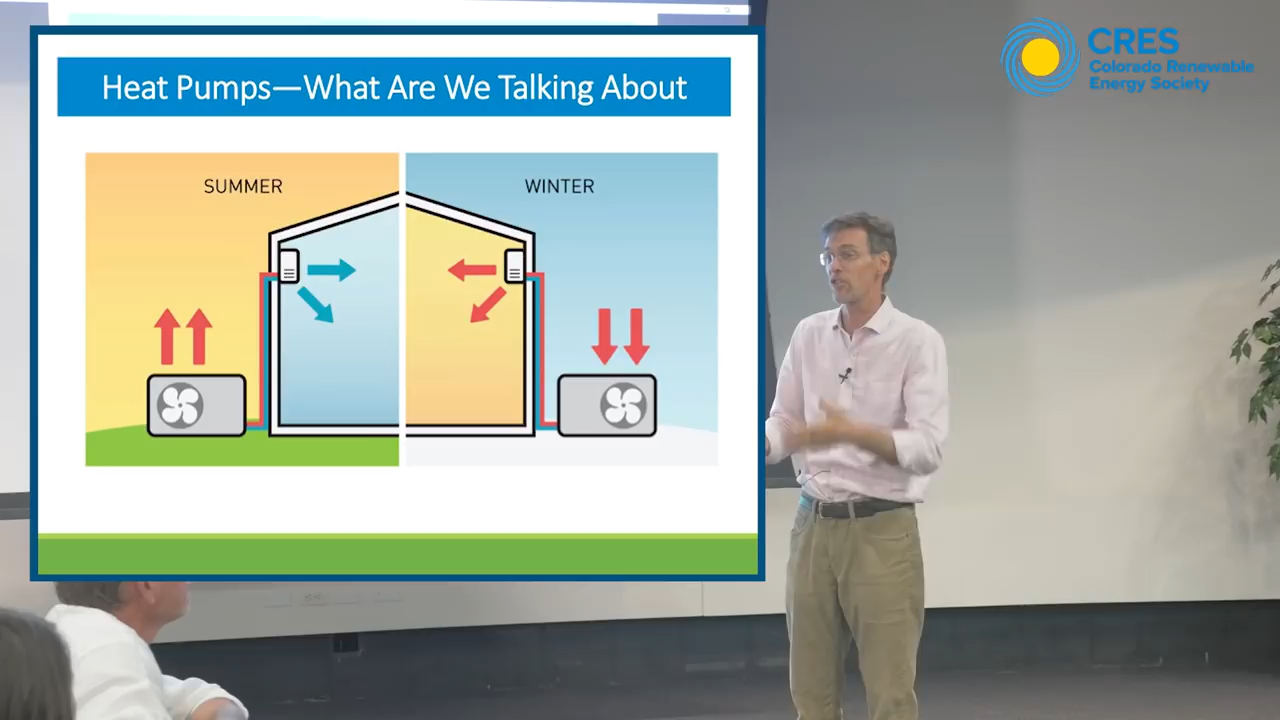 Heat Pumps—What Are We Talking About
SUMMER
WINTER
CRES
Colorado Renewable
Energy Society